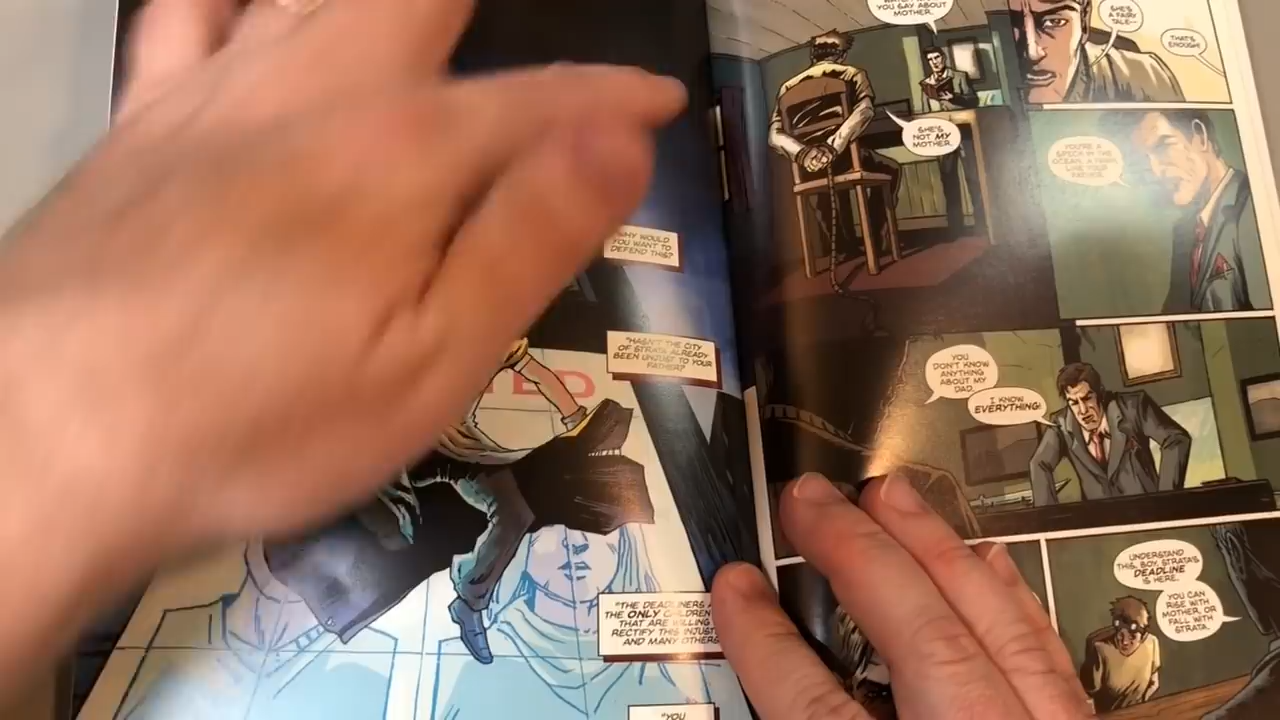 WHY WOULD
YOU WANT TO
DEFEND THIS?
"HASN'T THE CITY
OF STRATA ALREADY
BEEN UNJUST TO YOUR
FATHER?
TED
"THE DEADLINERS
THE ONLY CHILDREN
THAT ARE WILLING
RECTIFY THIS
AND MANY OTHERS
"YOU
YOU SAY ABOUT
MOTHER.
SHE'S
NOT MY
MOTHER.
SHE'S
A FAIRY
TALE--
THAT'S
ENOUGH!
YOU'RE A
SPECK IN THE
OCEAN. A
LIKE YOUR
FATHER.
YOU
DON'T KNOW
ANYTHING
ABOUT MY
DAD.
I KNOW
EVERYTHING!
UNDERSTAND
THIS, BOY. STRATA'S
DEADLINE
IS HERE.
YOU CAN
RISE WITH
MOTHER, OR
FALL WITH
STRATA.